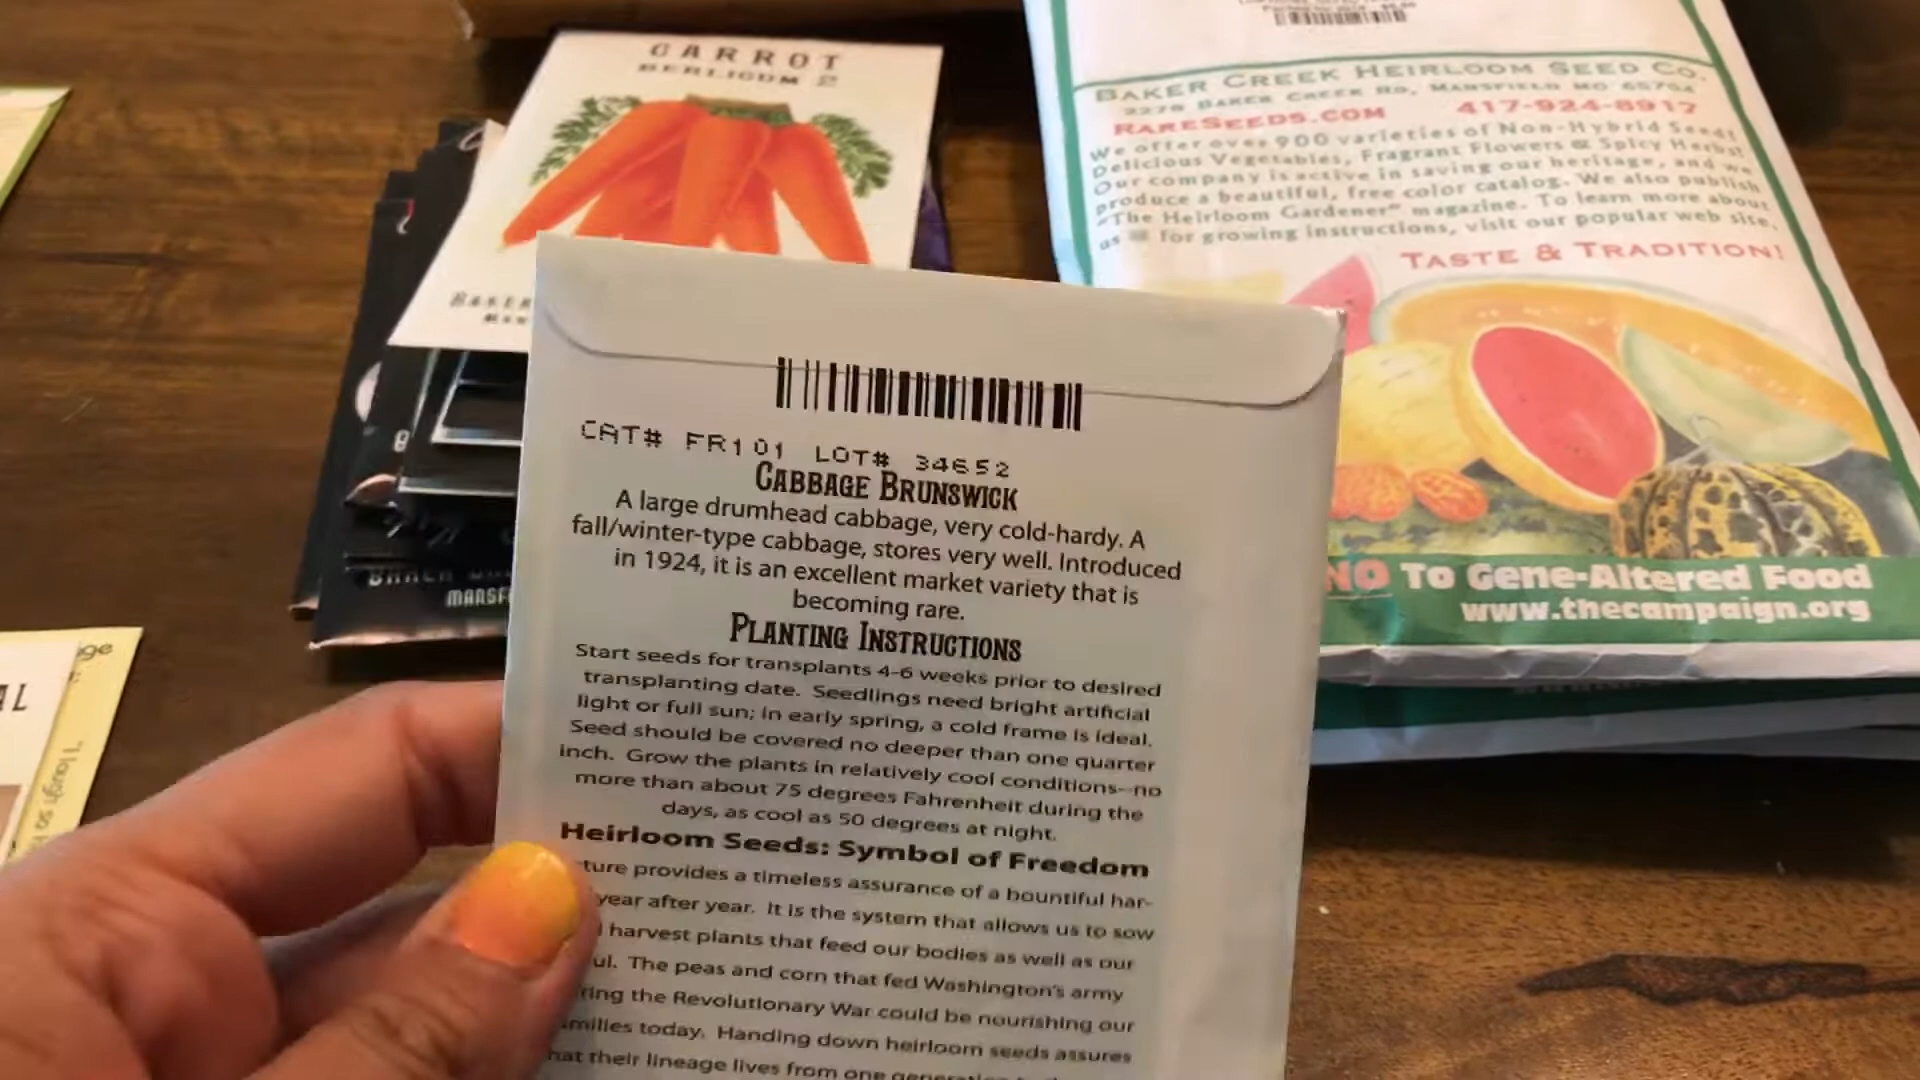 CARROT
BERLICUM 2
BAKER CREEK HEIRLOOM SEED CO.
2278 BAKER CREEK RD, MANSFIELD MO 65704
RARESEEDS.COM 417-924-8917
We offer over 900 varieties of Non-Hybrid Seeds
Delicious Vegetables, Fragrant Flowers & Spicy Herbs!
Our company is active in saving our heritage, and we
produce a beautiful, free color catalog. We also publish
"The Heirloom Gardener" magazine. To learn more about
us for growing instructions, visit our popular web site.
TASTE & TRADITION!
NO To Gene-Altered Food
www.thecampaign.org
BAKER
MANSF
CAT# FR101 LOT# 34652
CABBAGE BRUNSWICK
A large drumhead cabbage, very cold-hardy. A
fall/winter-type cabbage, stores very well. Introduced
in 1924, it is an excellent market variety that is
becoming rare.
PLANTING INSTRUCTIONS
Start seeds for transplants 4-6 weeks prior to desired
transplanting date. Seedlings need bright artificial
light or full sun; in early spring, a cold frame is ideal.
Seed should be covered no deeper than one quarter
inch. Grow the plants in relatively cool conditions--no
more than about 75 degrees Fahrenheit during the
days, as cool as 50 degrees at night.
Heirloom Seeds: Symbol of Freedom
ture provides a timeless assurance of a bountiful har-
year after year. It is the system that allows us to sow
harvest plants that feed our bodies as well as our
ul. The peas and corn that fed Washington's army
ring the Revolutionary War could be nourishing our
milies today. Handing down heirloom seeds assures
hat their lineage lives from one generation